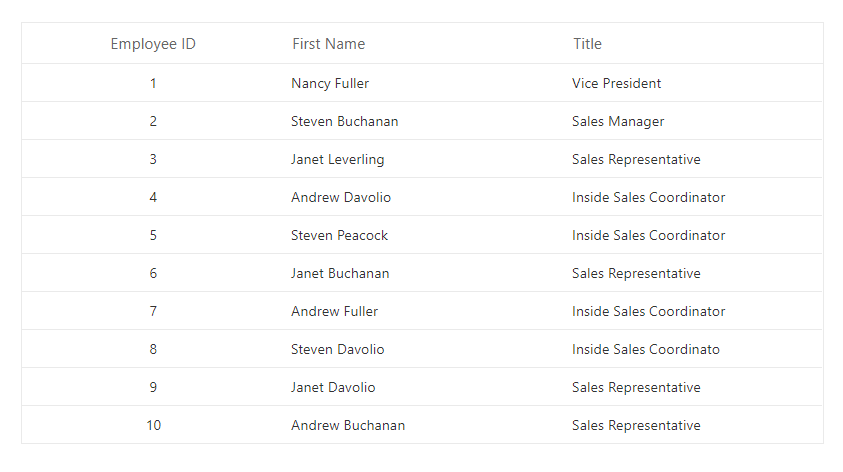 Employee ID First Name Title
1 Nancy Fuller Vice President
2 Steven Buchanan Sales Manager
3 Janet Leverling Sales Representative
4 Andrew Davolio Inside Sales Coordinator
5 Steven Peacock Inside Sales Coordinator
6 Janet Buchanan Sales Representative
7 Andrew Fuller Inside Sales Coordinator
8 Steven Davolio Inside Sales Coordinato
9 Janet Davolio Sales Representative
10 Andrew Buchanan Sales Representative